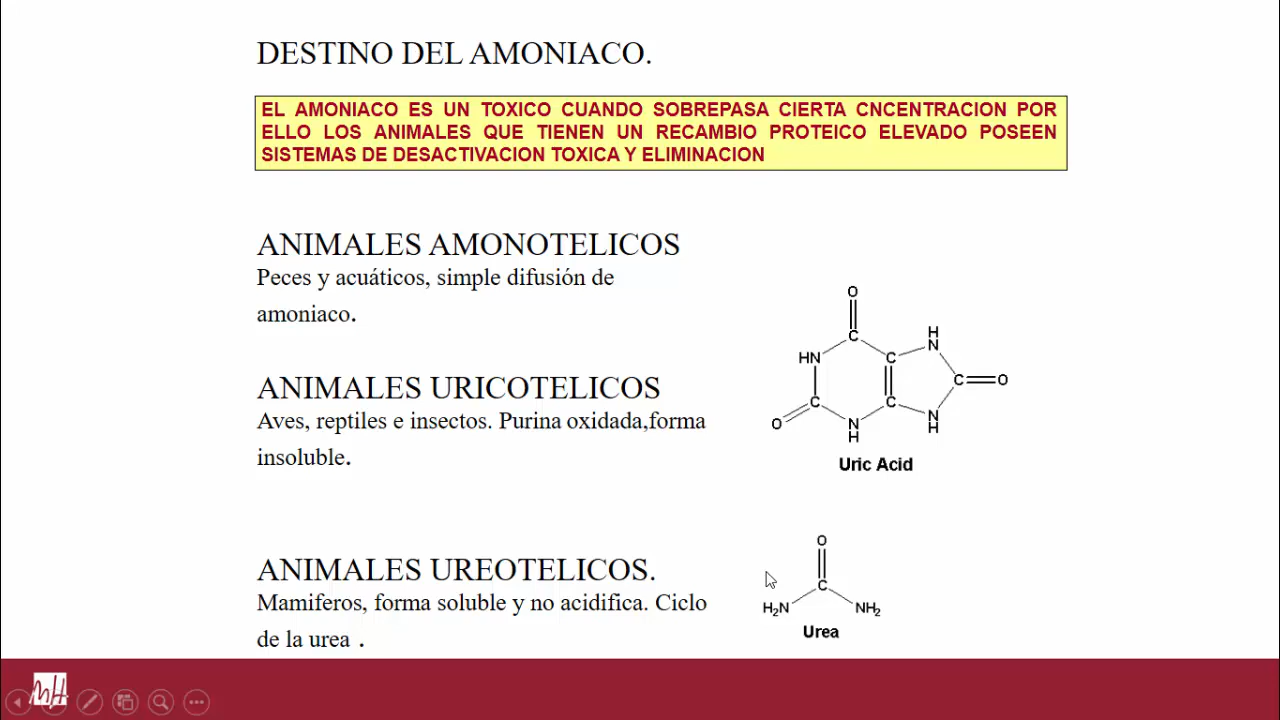 DESTINO DEL AMONIACO.
EL AMONIACO ES UN TOXICO CUANDO SOBREPASA CIERTA CNCENTRACION POR
ELLO LOS ANIMALES QUE TIENEN UN RECAMBIO PROTEICO ELEVADO POSEEN
SISTEMAS DE DESACTIVACION TOXICA Y ELIMINACION
ANIMALES AMONOTELICOS
Peces y acuáticos, simple difusión de
amoniaco.
ANIMALES URICOTELICOS
Aves, reptiles e insectos. Purina oxidada,forma
insoluble.
O
C
H
N
HN
C
C
O
C
C
O
N
H
N
H
Uric Acid
ANIMALES UREOTELICOS.
Mamiferos, forma soluble y no acidifica. Ciclo
de la urea .
O
C
H₂N
NH₂
Urea
MH